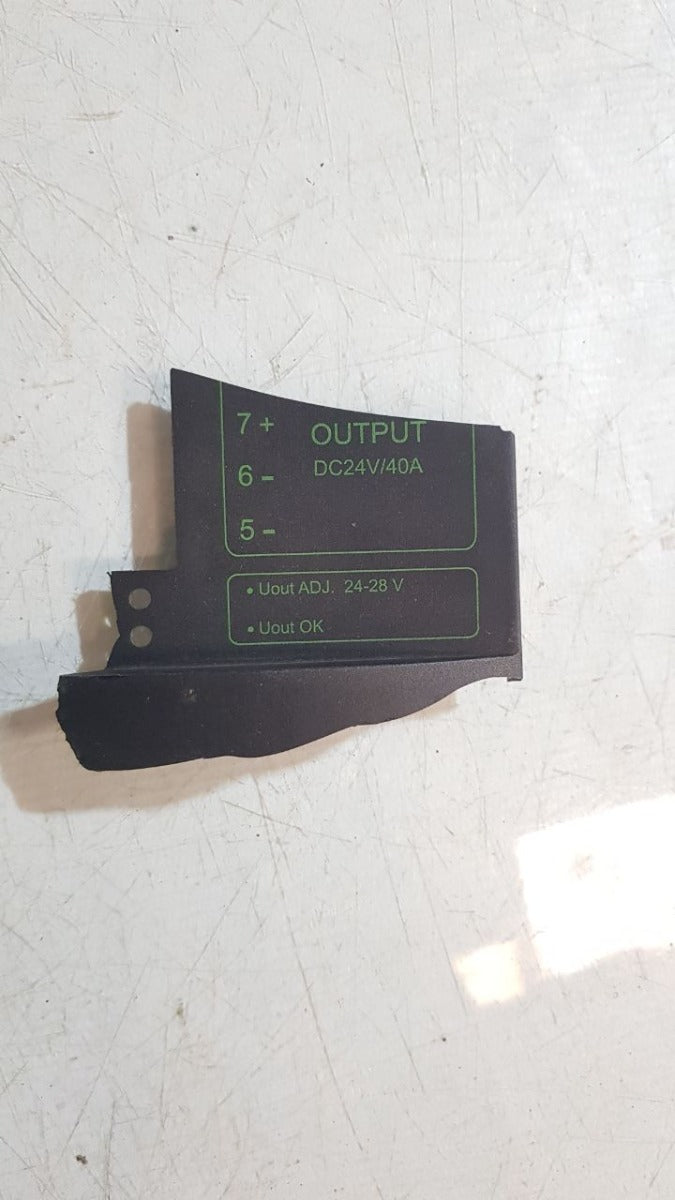 7 +
OUTPUT
6 -
DC24V/40A
5 -
• Uout ADJ. 24-28 V
• Uout OK